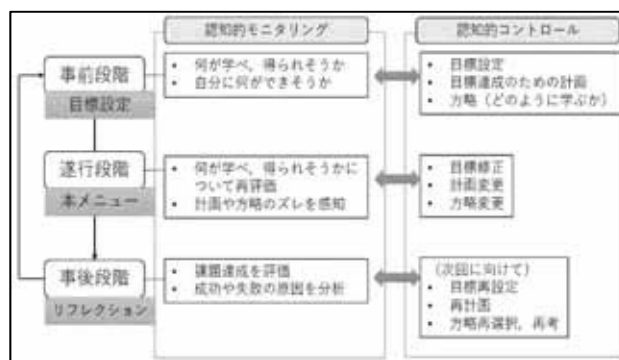 認知的モニタリング
認知的コントロール
事前段階
目標設定
• 何が学べ，得られそうか
• 自分に何ができそうか
• 目標設定
• 目標達成のための計画
• 方略（どのように学ぶか）
遂行段階
本メニュー
• 何が学べ，得られそうかに
ついて再評価
• 計画や方略のズレを感知
• 目標修正
• 計画変更
• 方略変更
事後段階
リフレクション
• 課題達成を評価
• 成功や失敗の原因を分析
（次回に向けて）
• 目標再設定
• 再計画
• 方略再選択，再考